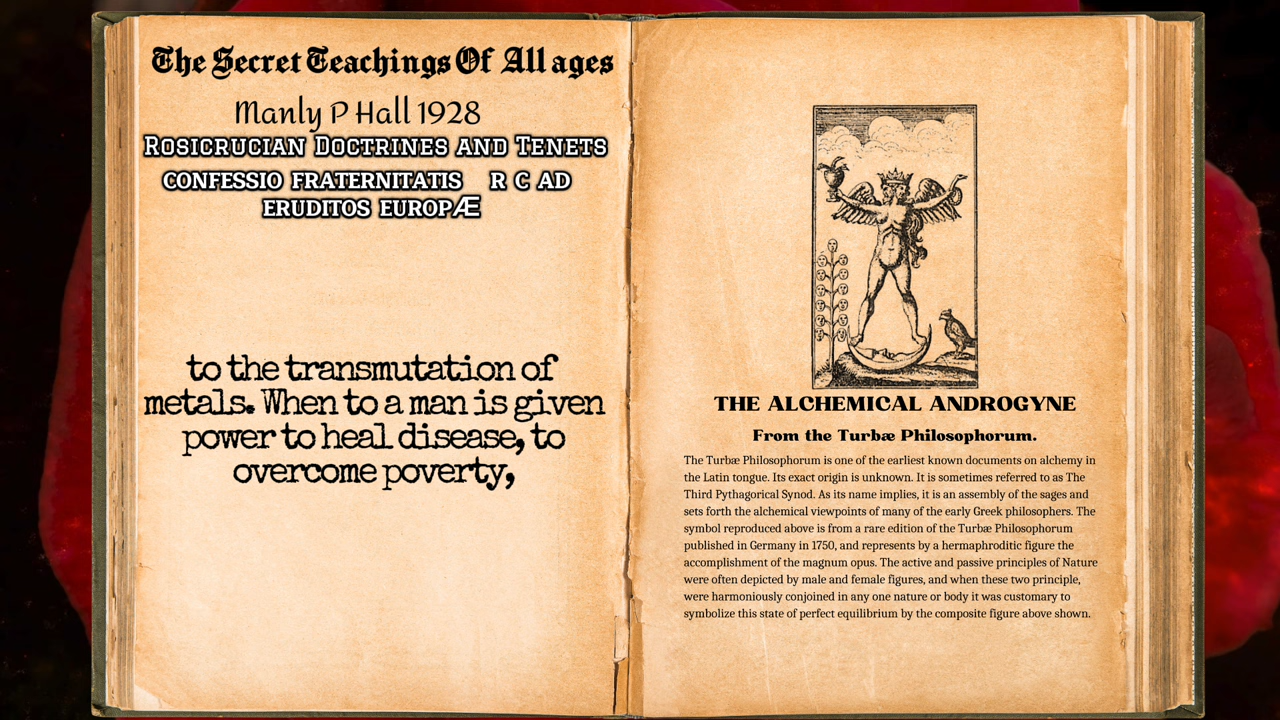 The Secret Teachings Of All ages
Manly P Hall 1928
Rosicrucian Doctrines and Tenets
CONFESSIO FRATERNITATIS R C AD
ERUDITOS EUROPÆ
to the transmutation of
metals. When to a man is given
power to heal disease, to
overcome poverty,
THE ALCHEMICAL ANDROGYNE
From the Turbæ Philosophorum.
The Turbæ Philosophorum is one of the earliest known documents on alchemy in
the Latin tongue. Its exact origin is unknown. It is sometimes referred to as The
Third Pythagorical Synod. As its name implies, it is an assembly of the sages and
sets forth the alchemical viewpoints of many of the early Greek philosophers. The
symbol reproduced above is from a rare edition of the Turbæ Philosophorum
published in Germany in 1750, and represents by a hermaphroditic figure the
accomplishment of the magnum opus. The active and passive principles of Nature
were often depicted by male and female figures, and when these two principle,
were harmoniously conjoined in any one nature or body it was customary to
symbolize this state of perfect equilibrium by the composite figure above shown.